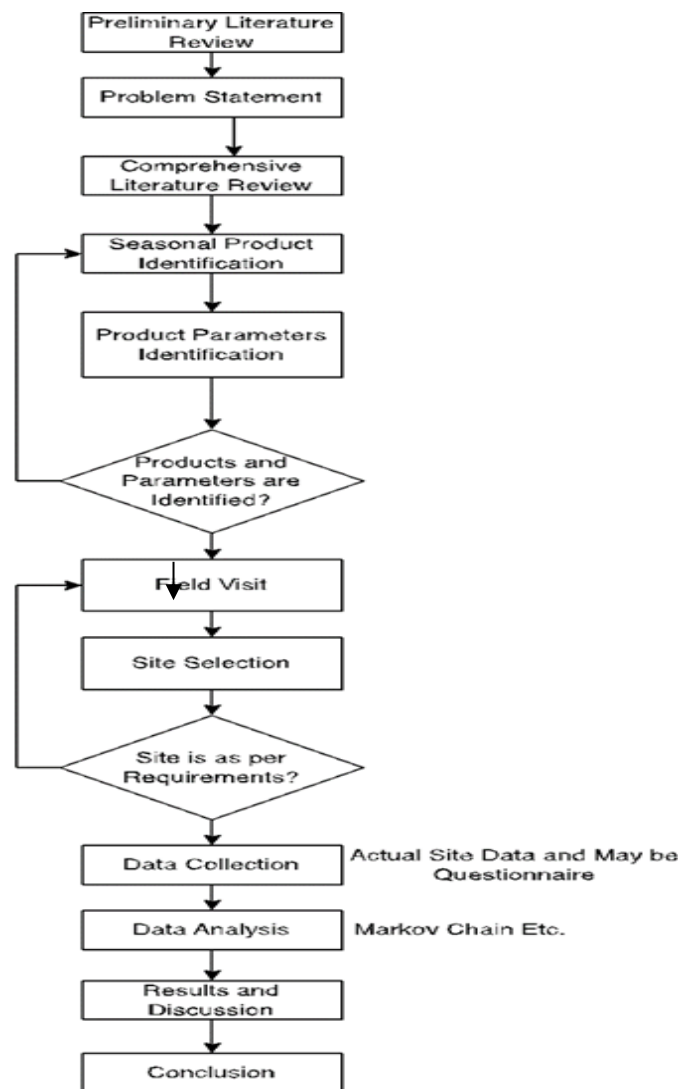 Preliminary Literature
Review
Problem Statement
Comprehensive
Literature Review
Seasonal Product
Identification
Product Parameters
Identification
Products and
Parameters are
Identified?
Field Visit
Site Selection
Site is as per
Requirements?
Data Collection
Actual Site Data and May be
Questionnaire
Data Analysis
Markov Chain Etc.
Results and
Discussion
Conclusion